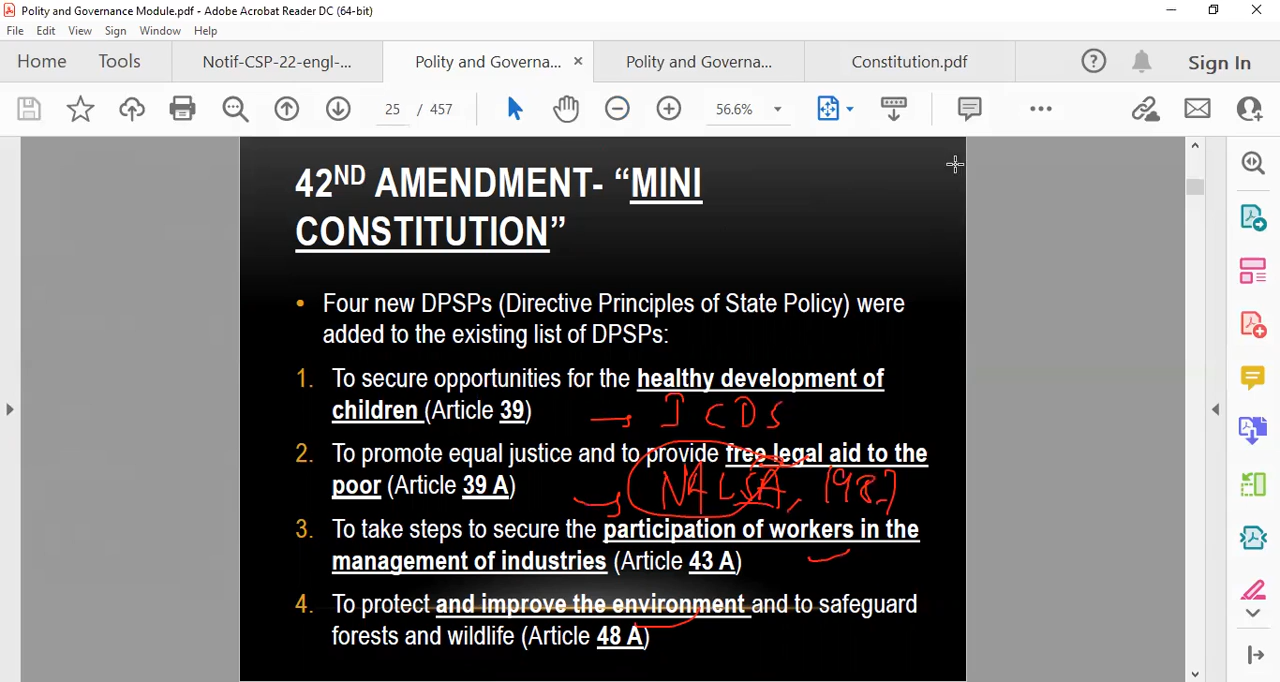 Polity and Governance Module.pdf - Adobe Acrobat Reader DC (64-bit)
File Edit View Sign Window Help
Home Tools Notif-CSP-22-engl-... Polity and Governa... × Polity and Governa... Constitution.pdf Sign In
25 / 457 56.6%
42ND AMENDMENT- “MINI
CONSTITUTION”
• Four new DPSPs (Directive Principles of State Policy) were
added to the existing list of DPSPs:
1. To secure opportunities for the healthy development of
children (Article 39)
→ ICDS
2. To promote equal justice and to provide free legal aid to the
poor (Article 39 A)
→ NALSA, 1987
3. To take steps to secure the participation of workers in the
management of industries (Article 43 A)
4. To protect and improve the environment and to safeguard
forests and wildlife (Article 48 A)